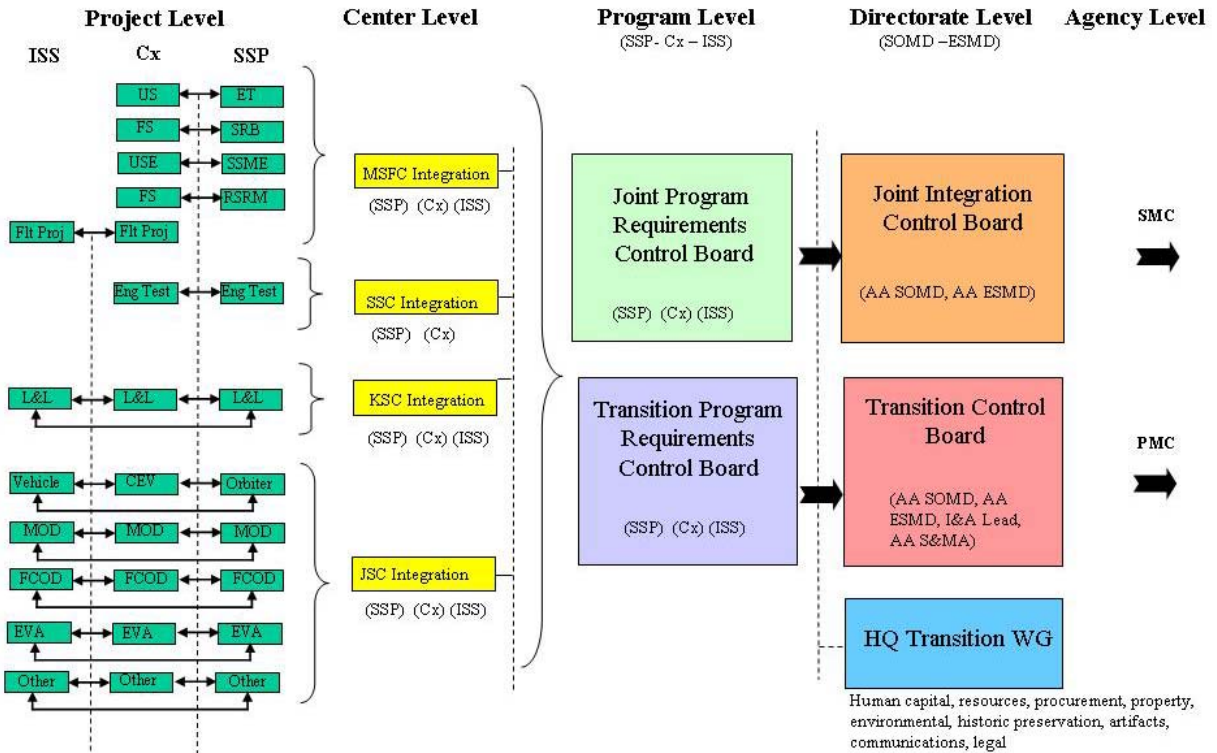 Project Level
Center Level
Program Level
(SSP- Cx – ISS)
Directorate Level
(SOMD –ESMD)
Agency Level
ISS
Cx
SSP
US
ET
FS
SRB
USE
SSME
FS
RSRM
Flt Proj
Flt Proj
Eng Test
Eng Test
L&L
L&L
L&L
Vehicle
CEV
Orbiter
MOD
MOD
MOD
FCOD
FCOD
FCOD
EVA
EVA
EVA
Other
Other
Other
MSFC Integration
(SSP) (Cx) (ISS)
SSC Integration
(SSP) (Cx)
KSC Integration
(SSP) (Cx) (ISS)
JSC Integration
(SSP) (Cx) (ISS)
Joint Program
Requirements
Control Board
(SSP) (Cx) (ISS)
Transition Program
Requirements
Control Board
(SSP) (Cx) (ISS)
Joint Integration
Control Board
(AA SOMD, AA ESMD)
Transition Control
Board
(AA SOMD, AA
ESMD, I&A Lead,
AA S&MA)
HQ Transition WG
Human capital, resources, procurement, property,
environmental, historic preservation, artifacts,
communications, legal
SMC
PMC